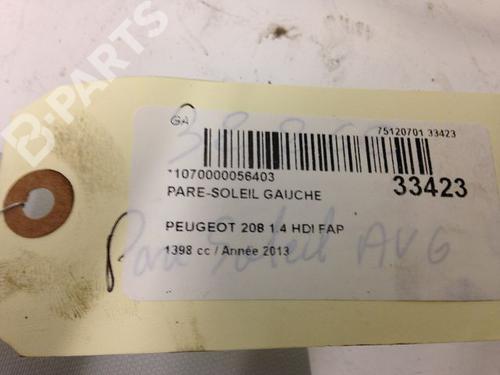 B-PARTS
GA
75120701 33423
*1070000056403
33423
PARE-SOLEIL GAUCHE
PEUGEOT 208 1.4 HDI FAP
1398 cc / Année 2013
Pare Soleil AVG